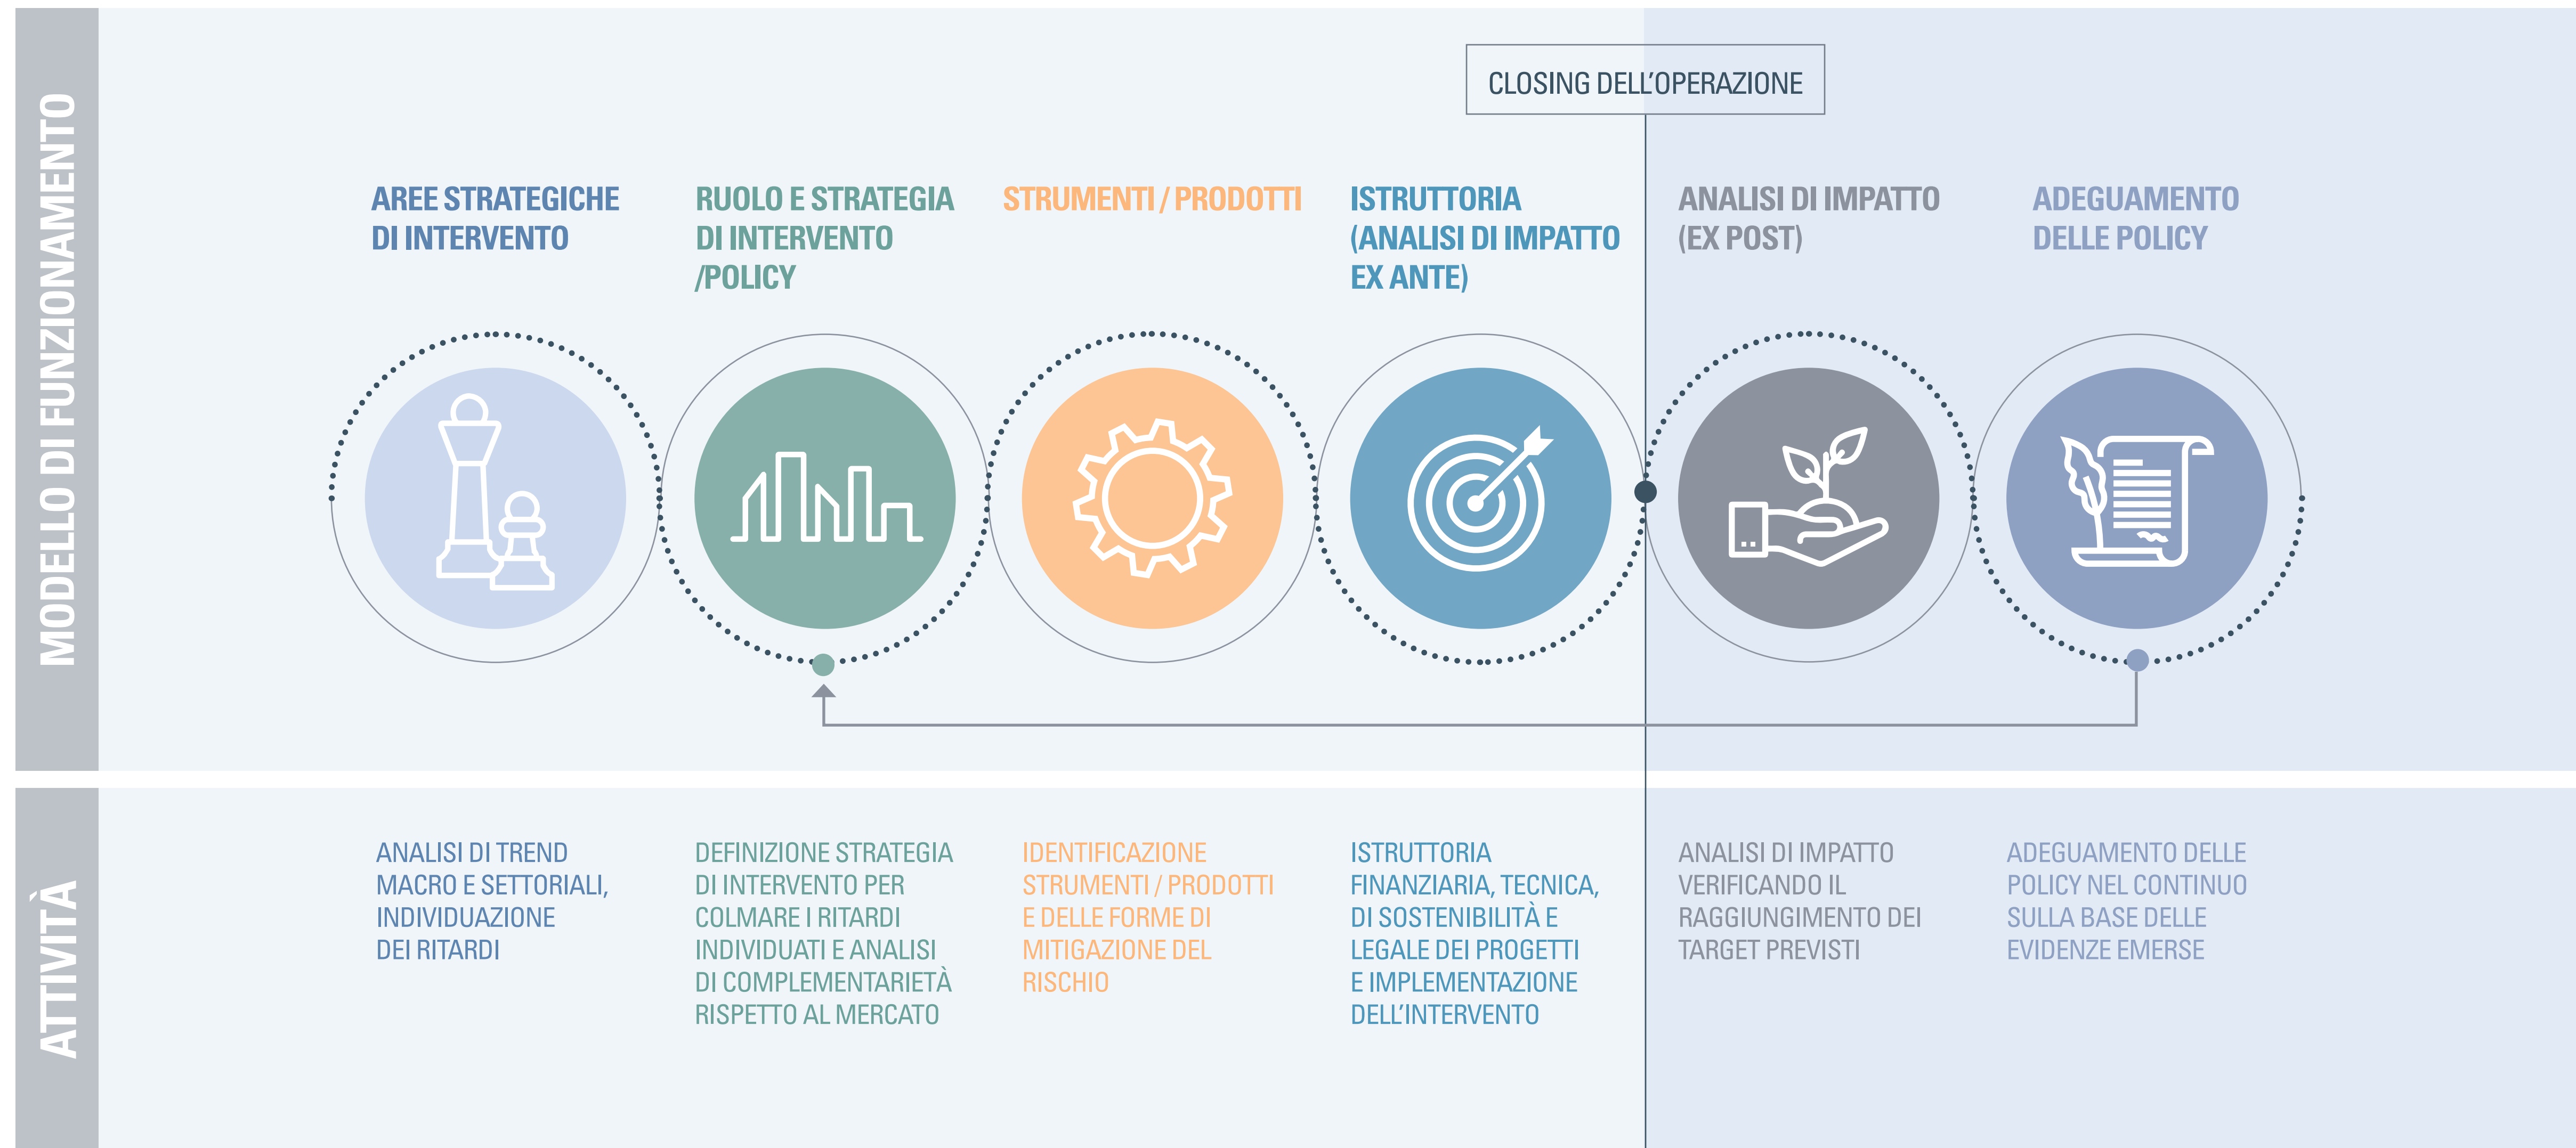 MODELLO DI FUNZIONAMENTO
CLOSING DELL'OPERAZIONE
AREE STRATEGICHE
DI INTERVENTO
RUOLO E STRATEGIA
DI INTERVENTO
/POLICY
STRUMENTI / PRODOTTI
ISTRUTTORIA
(ANALISI DI IMPATTO
EX ANTE)
ANALISI DI IMPATTO
(EX POST)
ADEGUAMENTO
DELLE POLICY
ATTIVITÀ
ANALISI DI TREND
MACRO E SETTORIALI,
INDIVIDUAZIONE
DEI RITARDI
DEFINIZIONE STRATEGIA
DI INTERVENTO PER
COLMARE I RITARDI
INDIVIDUATI E ANALISI
DI COMPLEMENTARIETÀ
RISPETTO AL MERCATO
IDENTIFICAZIONE
STRUMENTI / PRODOTTI
E DELLE FORME DI
MITIGAZIONE DEL
RISCHIO
ISTRUTTORIA
FINANZIARIA, TECNICA,
DI SOSTENIBILITÀ E
LEGALE DEI PROGETTI
E IMPLEMENTAZIONE
DELL'INTERVENTO
ANALISI DI IMPATTO
VERIFICANDO IL
RAGGIUNGIMENTO DEI
TARGET PREVISTI
ADEGUAMENTO DELLE
POLICY NEL CONTINUO
SULLA BASE DELLE
EVIDENZE EMERSE